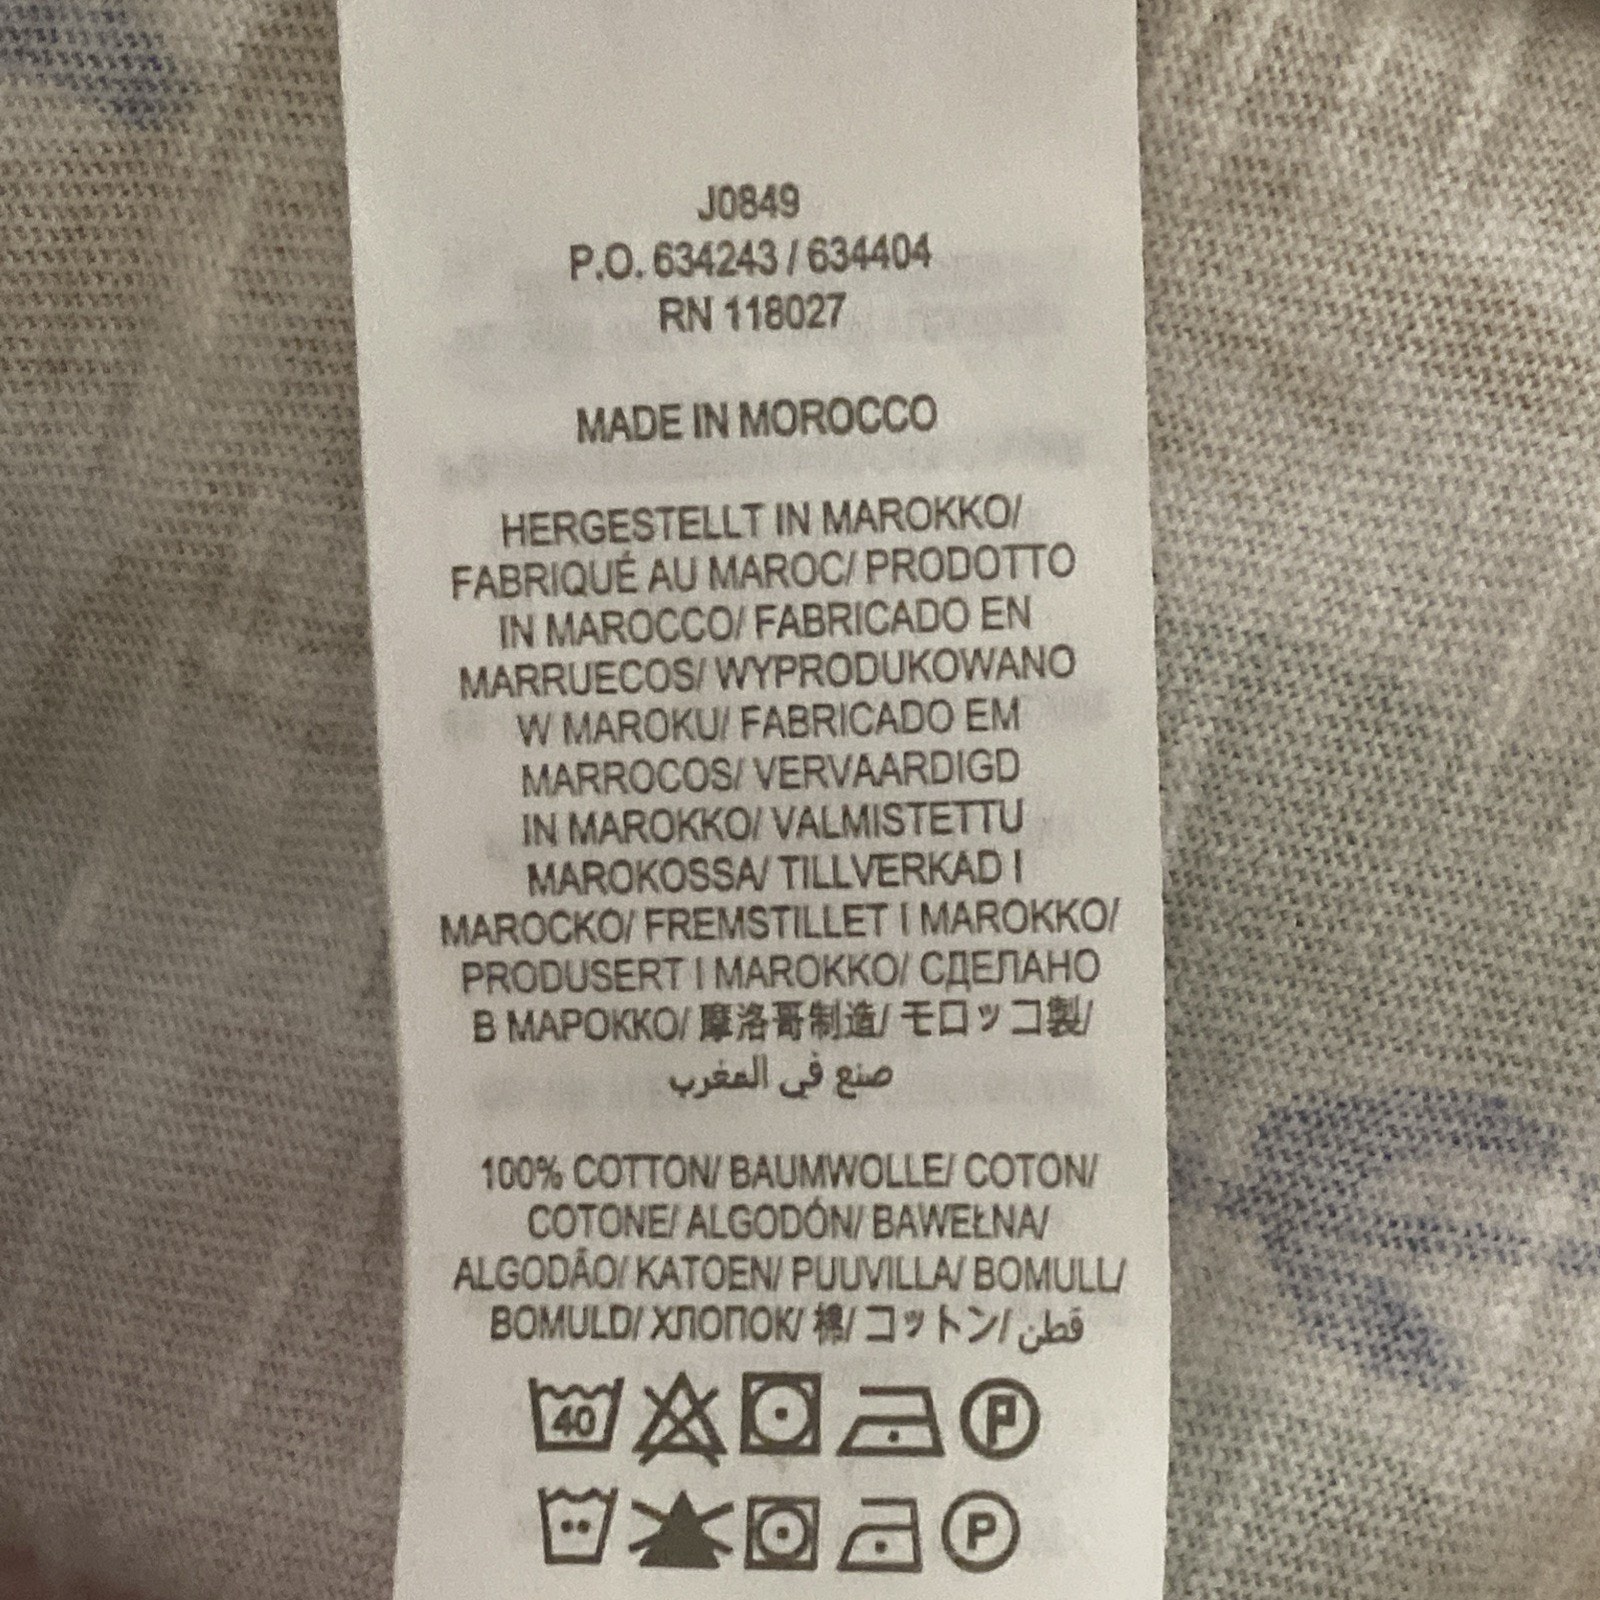 J0849
P.O. 634243 / 634404
RN 118027
MADE IN MOROCCO
HERGESTELLT IN MAROKKO/
FABRIQUÉ AU MAROC/ PRODOTTO
IN MAROCCO/ FABRICADO EN
MARRUECOS/ WYPRODUKOWANO
W MAROKU/ FABRICADO EM
MARROCOS/ VERVAARDIGD
IN MAROKKO/ VALMISTETTU
MAROKOSSA/ TILLVERKAD I
MAROCKO/ FREMSTILLET I MAROKKO/
PRODUSERT I MAROKKO/ СДЕЛАНО
В МАРОККО/ 摩洛哥制造/ モロッコ製/
صنع في المغرب
100% COTTON/ BAUMWOLLE/ COTON/
COTONE/ ALGODÓN/ BAWEŁNA/
ALGODÃO/ KATOEN/ PUUVILLA/ BOMULL/
BOMULD/ ХЛОПОК/ 棉/ コットン/ قطن
40 P
P